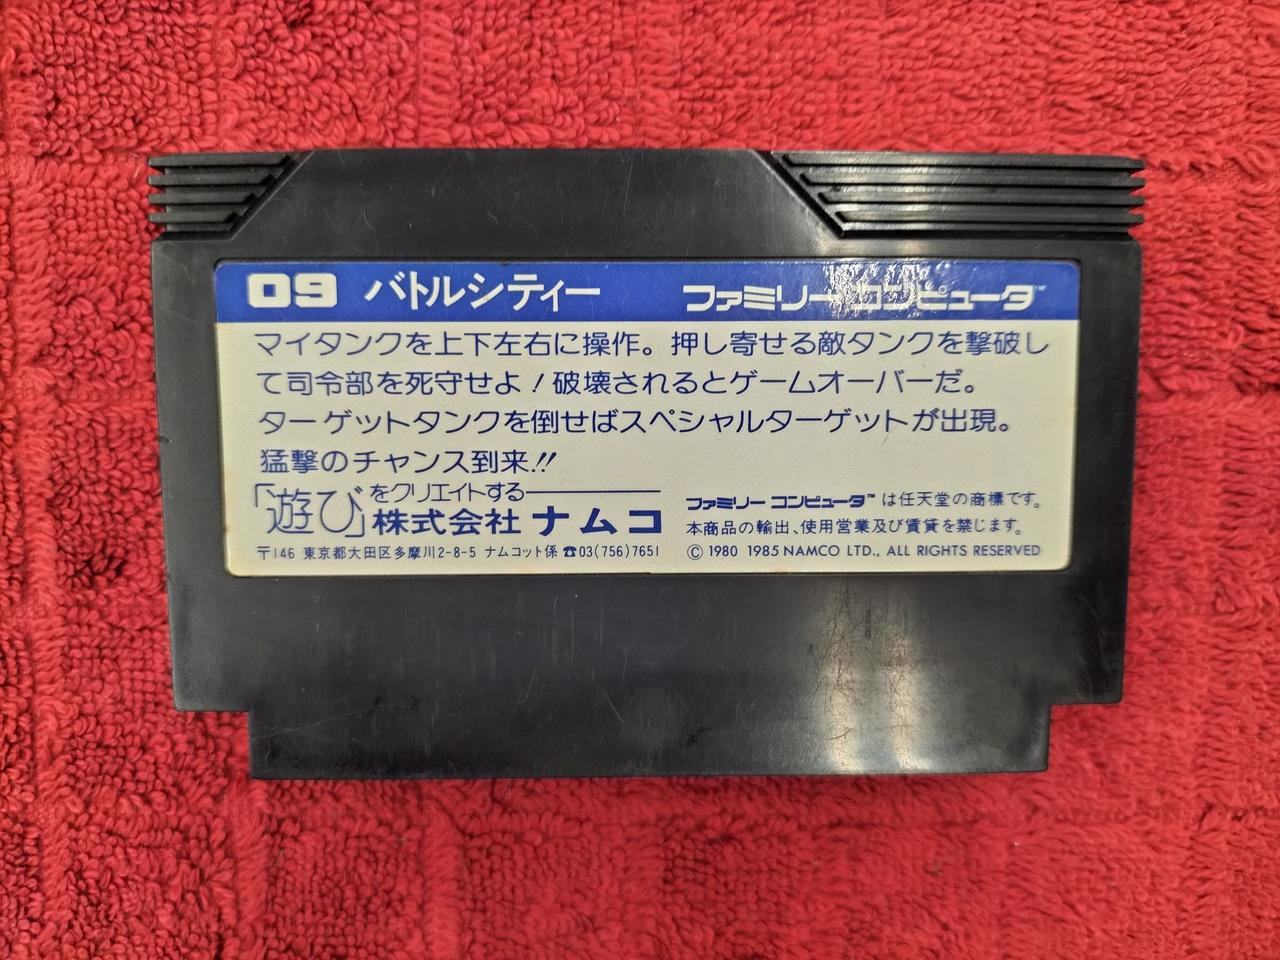 09 バトルシティー ファミリーコンピュータ™
マイタンクを上下左右に操作。押し寄せる敵タンクを撃破し
て司令部を死守せよ！破壊されるとゲームオーバーだ。
ターゲットタンクを倒せばスペシャルターゲットが出現。
猛撃のチャンス到来!!
「遊び」をクリエイトする
株式会社 ナムコ
〒146 東京都大田区多摩川2-8-5 ナムコット係 ☎03(756)7651
ファミリーコンピュータ™ は任天堂の商標です。
本商品の輸出、使用営業及び賃貸を禁じます。
© 1980 1985 NAMCO LTD., ALL RIGHTS RESERVED